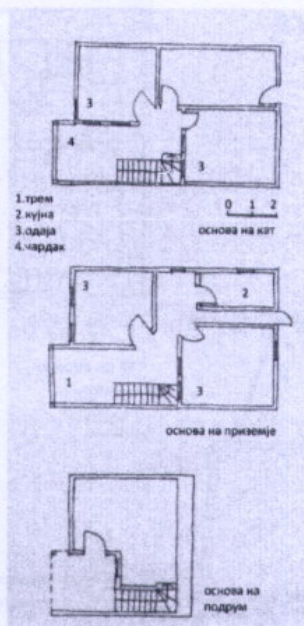 3
4
3
1.трем
2.кујна
3.одаја
4.чардак
0 1 2
основа на кат
3
2
1
3
основа на приземје
основа на
подрум